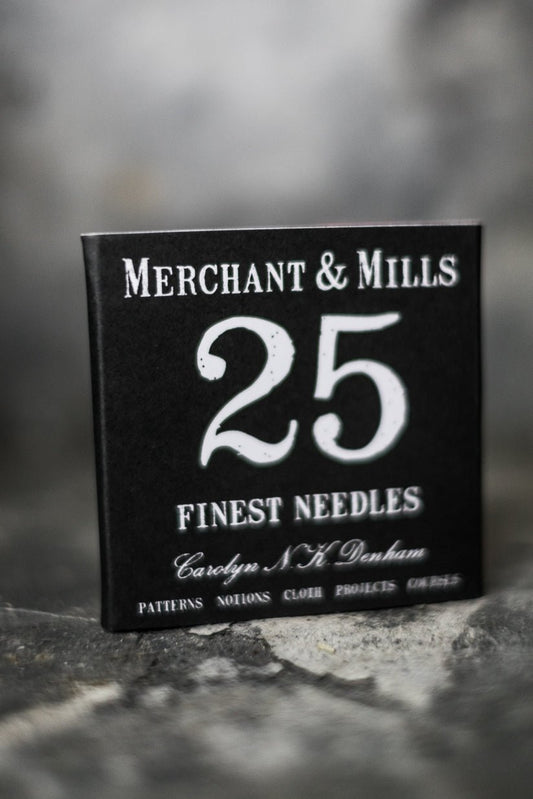 MERCHANT & MILLS
25
FINEST NEEDLES
Carolyn N.K. Denham
PATTERNS NOTIONS CLOTH PROJECTS COURSES